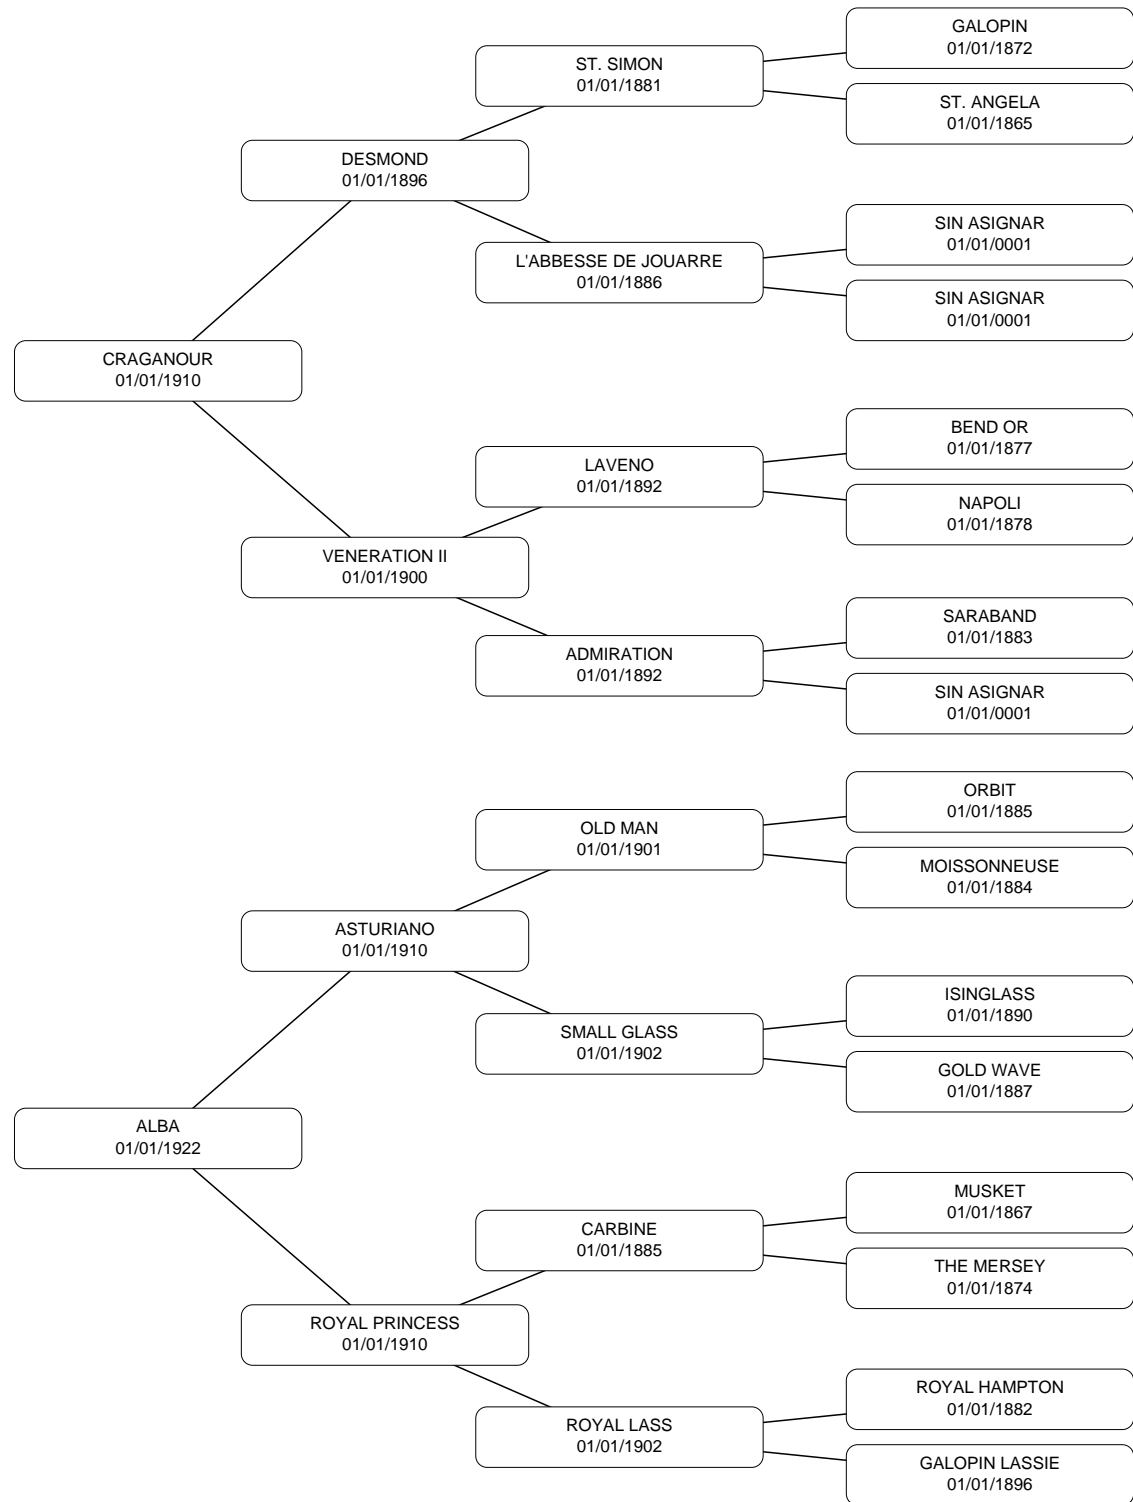 GALOPIN
01/01/1872
ST. SIMON
01/01/1881
ST. ANGELA
01/01/1865
DESMOND
01/01/1896
SIN ASIGNAR
01/01/0001
L'ABBESSE DE JOUARRE
01/01/1886
SIN ASIGNAR
01/01/0001
CRAGANOUR
01/01/1910
BEND OR
01/01/1877
LAVENO
01/01/1892
NAPOLI
01/01/1878
VENERATION II
01/01/1900
SARABAND
01/01/1883
ADMIRATION
01/01/1892
SIN ASIGNAR
01/01/0001
ORBIT
01/01/1885
OLD MAN
01/01/1901
MOISSONNEUSE
01/01/1884
ASTURIANO
01/01/1910
ISINGLASS
01/01/1890
SMALL GLASS
01/01/1902
GOLD WAVE
01/01/1887
ALBA
01/01/1922
MUSKET
01/01/1867
CARBINE
01/01/1885
THE MERSEY
01/01/1874
ROYAL PRINCESS
01/01/1910
ROYAL HAMPTON
01/01/1882
ROYAL LASS
01/01/1902
GALOPIN LASSIE
01/01/1896